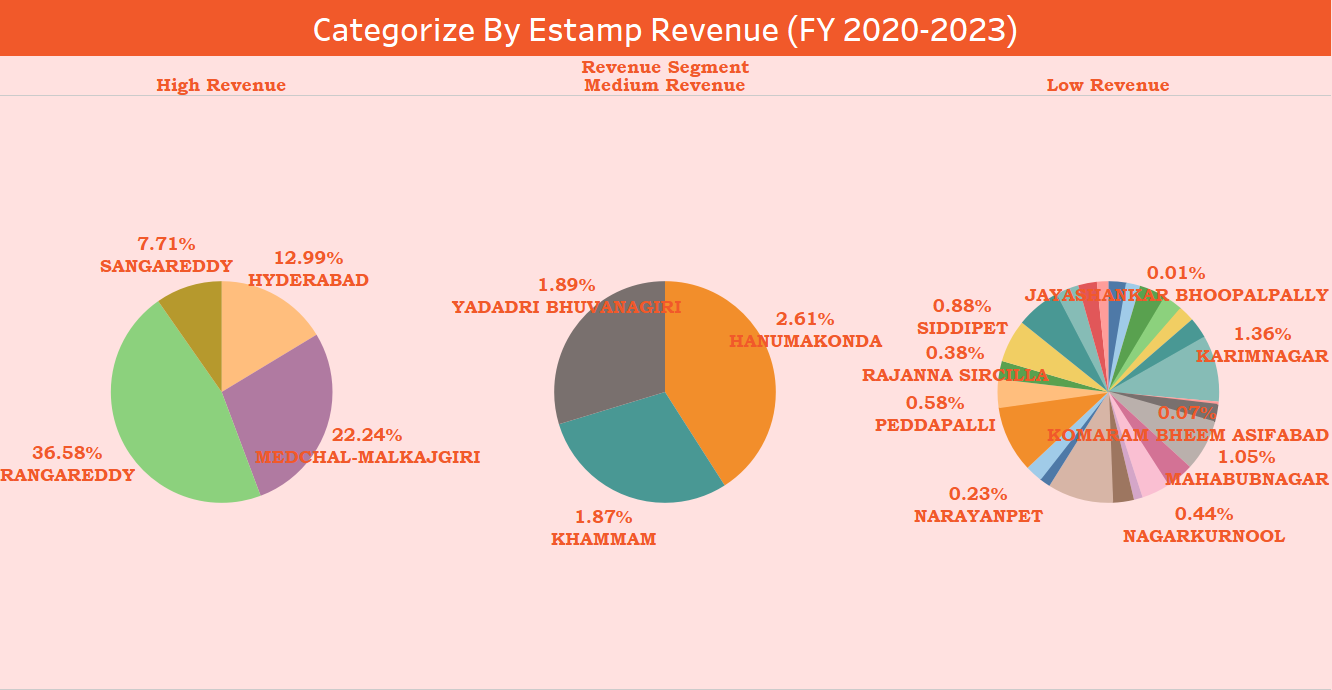 Categorize By Estamp Revenue (FY 2020-2023)
Revenue Segment
High Revenue
Medium Revenue
Low Revenue
7.71%
SANGAREDDY
12.99%
HYDERABAD
22.24%
MEDCHAL-MALKAJGIRI
36.58%
RANGAREDDY
1.89%
YADADRI BHUVANAGIRI
2.61%
HANUMAKONDA
1.87%
KHAMMAM
0.01%
JAYASHANKAR BHOOPALPALLY
0.88%
SIDDIPET
1.36%
KARIMNAGAR
0.38%
RAJANNA SIRCILLA
0.58%
PEDDAPALLI
0.07%
KOMARAM BHEEM ASIFABAD
1.05%
MAHABUBNAGAR
0.23%
NARAYANPET
0.44%
NAGARKURNOOL